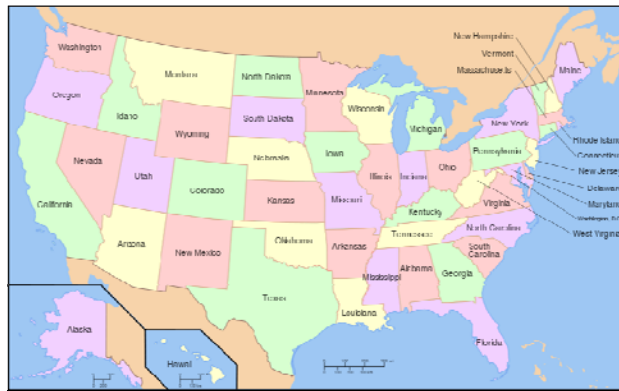 Washington
Montana
North Dakota
Minnesota
New Hampshire
Vermont
Massachusetts
Maine
Oregon
Idaho
South Dakota
Wisconsin
Michigan
New York
Wyoming
Rhode Island
Connecticut
Pennsylvania
Nebraska
Iowa
New Jersey
Nevada
Utah
Colorado
Illinois
Indiana
Ohio
Delaware
Maryland
California
Kansas
Missouri
Kentucky
Virginia
West Virginia
Arizona
New Mexico
Oklahoma
Arkansas
Tennessee
North Carolina
South
Carolina
Texas
Louisiana
Mississippi
Alabama
Georgia
Florida
Alaska
Hawaii